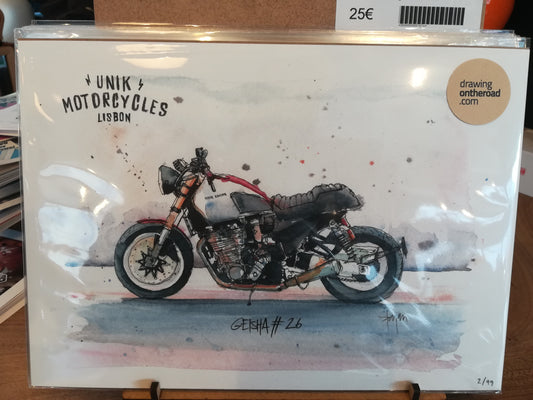 25€
UNIK
MOTORCYCLES
LISBON
drawing
ontheroad
.com
GEISHA # 26
2/99